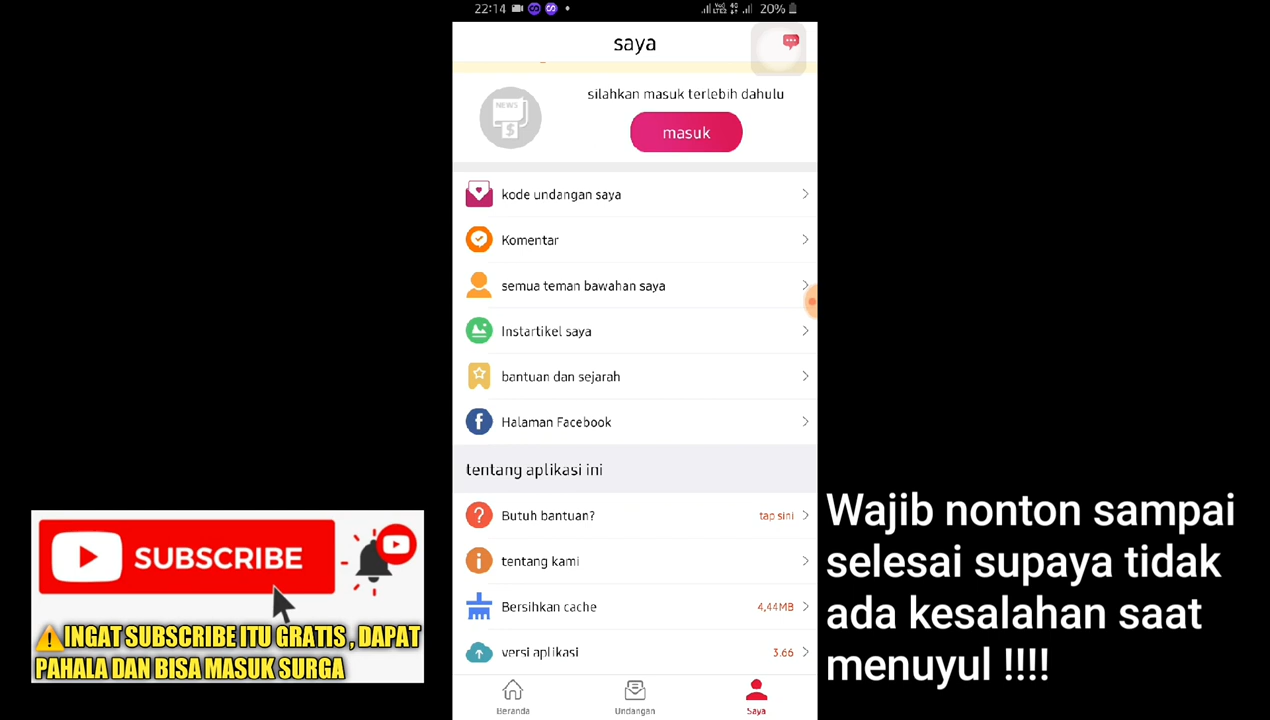 22:14
20%
saya
silahkan masuk terlebih dahulu
NEWS
$
masuk
kode undangan saya
Komentar
semua teman bawahan saya
Instartikel saya
bantuan dan sejarah
Halaman Facebook
tentang aplikasi ini
Butuh bantuan? tap sini
tentang kami
Bersihkan cache 4,44MB
versi aplikasi 3.66
Beranda
Undangan
Saya
SUBSCRIBE
⚠INGAT SUBSCRIBE ITU GRATIS , DAPAT
PAHALA DAN BISA MASUK SURGA
Wajib nonton sampai
selesai supaya tidak
ada kesalahan saat
menuyul !!!!